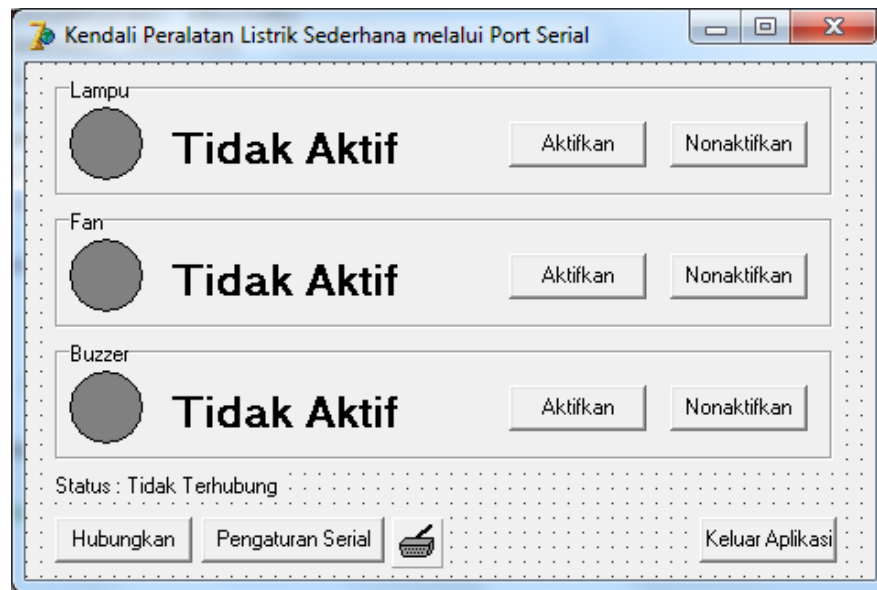 Kendali Peralatan Listrik Sederhana melalui Port Serial
Lampu
Tidak Aktif
Aktifkan
Nonaktifkan
Fan
Tidak Aktif
Aktifkan
Nonaktifkan
Buzzer
Tidak Aktif
Aktifkan
Nonaktifkan
Status : Tidak Terhubung
Hubungkan
Pengaturan Serial
Keluar Aplikasi